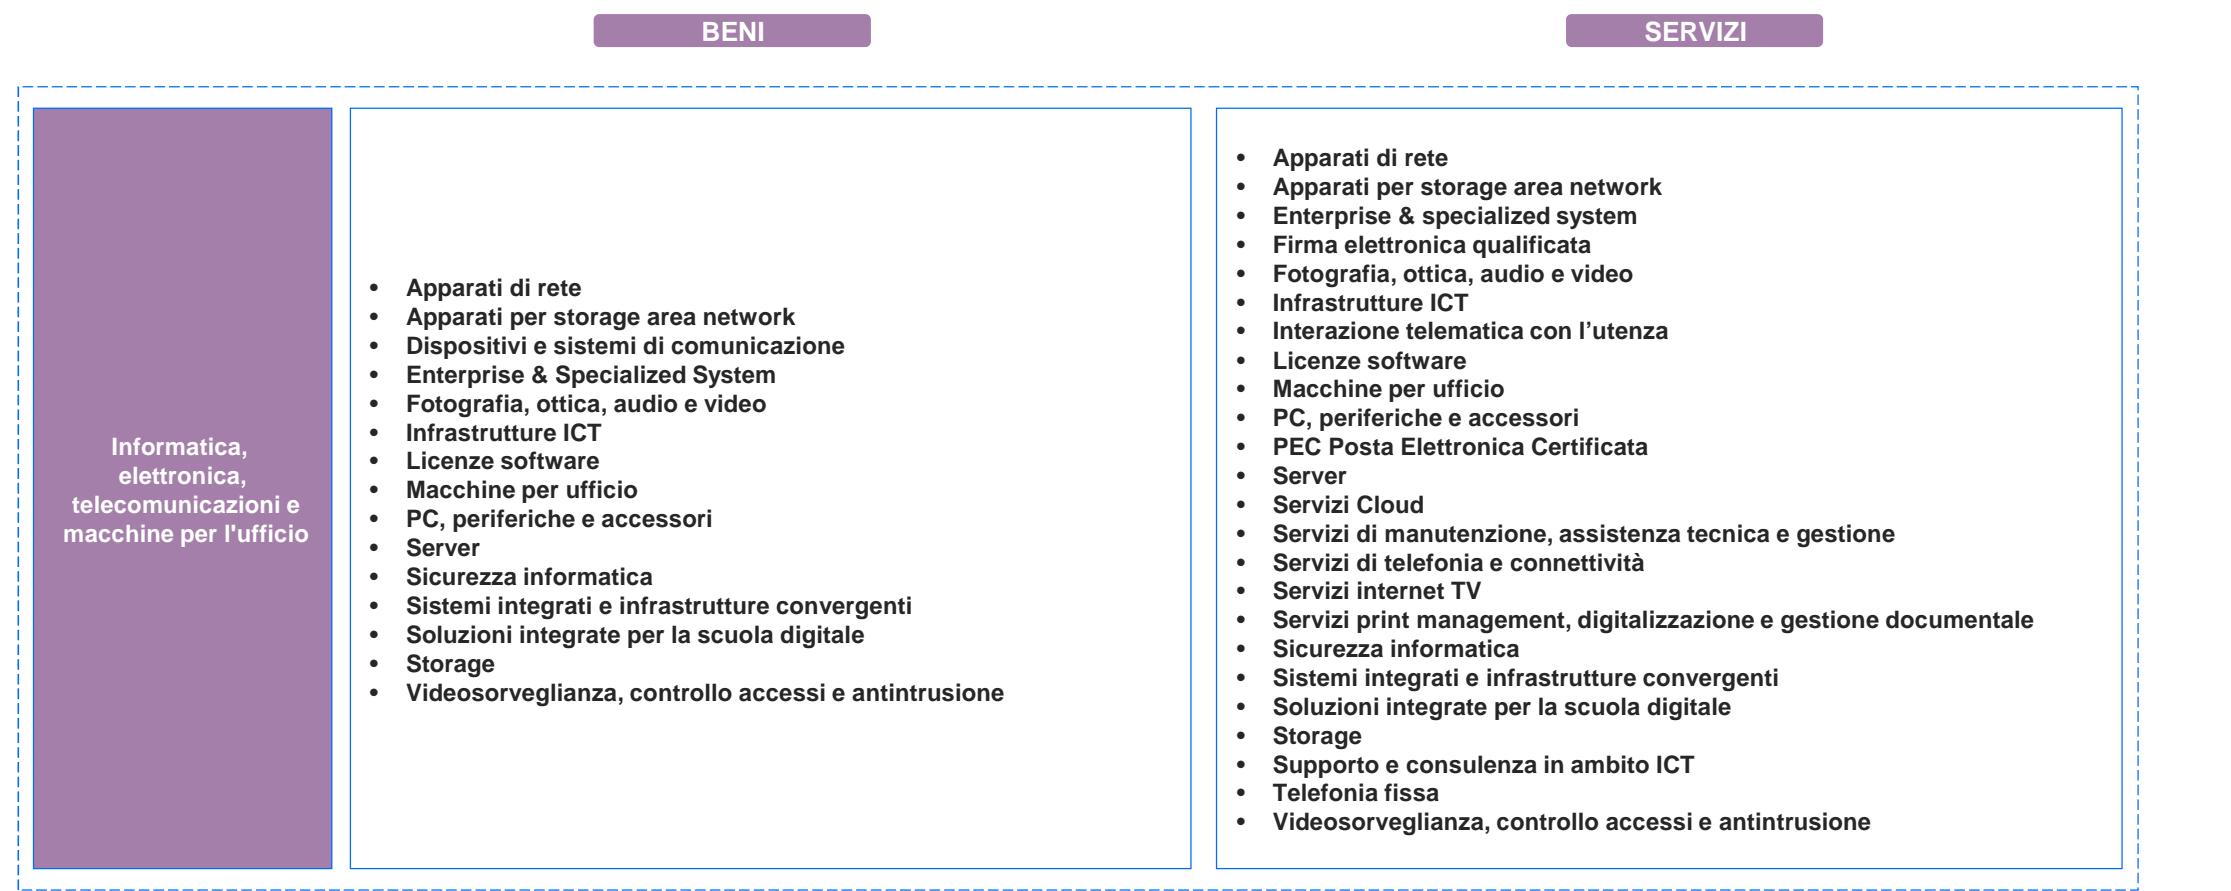 BENI
SERVIZI
Informatica,
elettronica,
telecomunicazioni e
macchine per l'ufficio
• Apparati di rete
• Apparati per storage area network
• Dispositivi e sistemi di comunicazione
• Enterprise & Specialized System
• Fotografia, ottica, audio e video
• Infrastrutture ICT
• Licenze software
• Macchine per ufficio
• PC, periferiche e accessori
• Server
• Sicurezza informatica
• Sistemi integrati e infrastrutture convergenti
• Soluzioni integrate per la scuola digitale
• Storage
• Videosorveglianza, controllo accessi e antintrusione
• Apparati di rete
• Apparati per storage area network
• Enterprise & specialized system
• Firma elettronica qualificata
• Fotografia, ottica, audio e video
• Infrastrutture ICT
• Interazione telematica con l’utenza
• Licenze software
• Macchine per ufficio
• PC, periferiche e accessori
• PEC Posta Elettronica Certificata
• Server
• Servizi Cloud
• Servizi di manutenzione, assistenza tecnica e gestione
• Servizi di telefonia e connettività
• Servizi internet TV
• Servizi print management, digitalizzazione e gestione documentale
• Sicurezza informatica
• Sistemi integrati e infrastrutture convergenti
• Soluzioni integrate per la scuola digitale
• Storage
• Supporto e consulenza in ambito ICT
• Telefonia fissa
• Videosorveglianza, controllo accessi e antintrusione